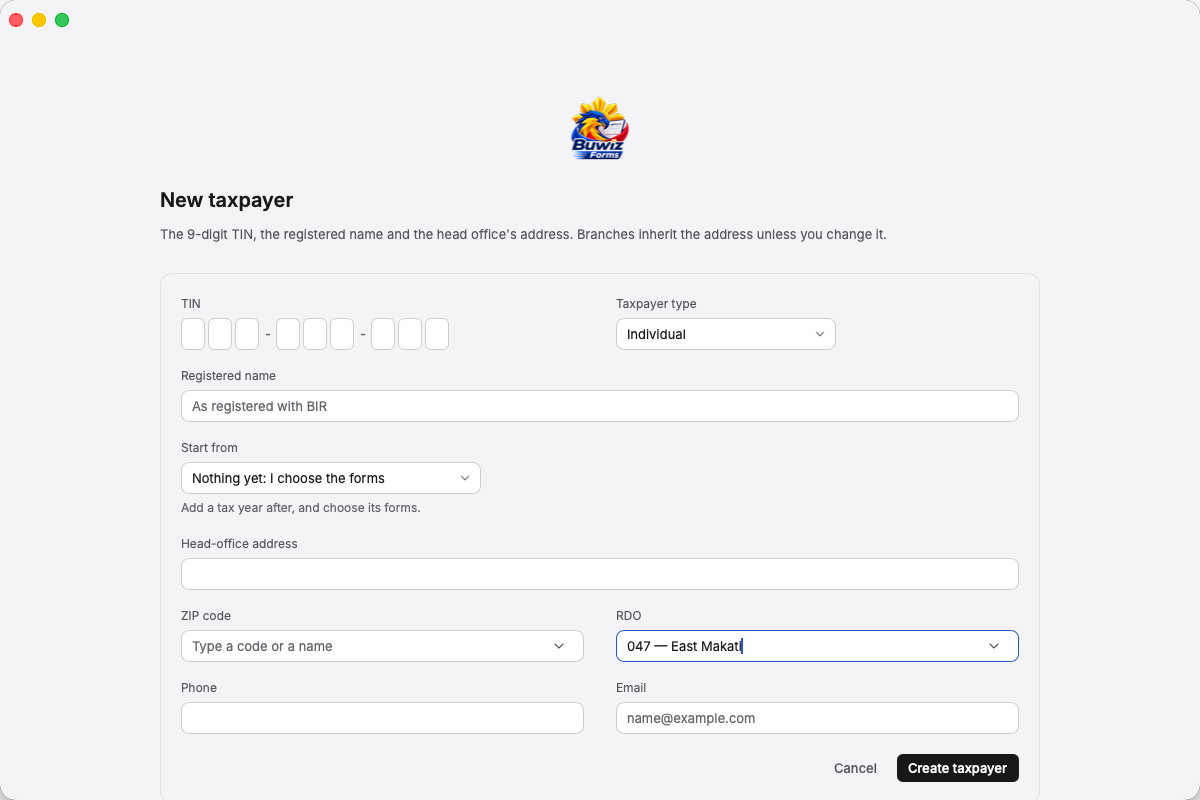 Buwiz
Forms
New taxpayer
The 9-digit TIN, the registered name and the head office's address. Branches inherit the address unless you change it.
TIN
Taxpayer type
- -
Individual
Registered name
As registered with BIR
Start from
Nothing yet: I choose the forms
Add a tax year after, and choose its forms.
Head-office address
ZIP code
RDO
Type a code or a name
047 — East Makati
Phone
Email
name@example.com
Cancel
Create taxpayer